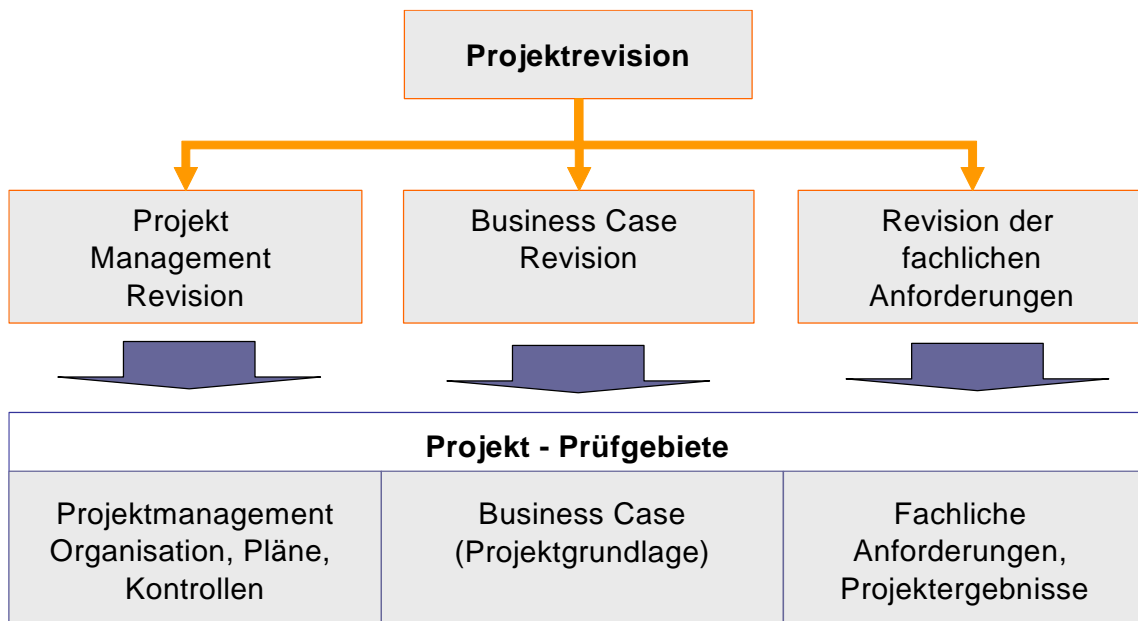 Projektrevision
Projekt
Management
Revision
Business Case
Revision
Revision der
fachlichen
Anforderungen
Projekt - Prüfgebiete
Projektmanagement
Organisation, Pläne,
Kontrollen
Business Case
(Projektgrundlage)
Fachliche
Anforderungen,
Projektergebnisse